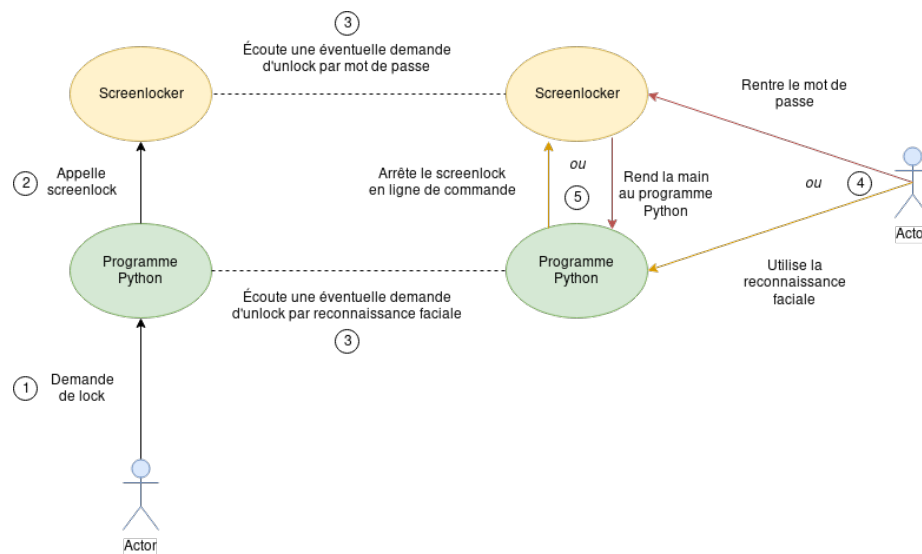 3
Écoute une éventuelle demande
d'unlock par mot de passe
Screenlocker
Screenlocker
Rentre le mot de
passe
2
Appelle
screenlock
Arrête le screenlock
en ligne de commande
ou
5
Rend la main
au programme
Python
ou
4
Acto
Programme
Python
Programme
Python
Écoute une éventuelle demande
d'unlock par reconnaissance faciale
3
Utilise la
reconnaissance
faciale
1
Demande
de lock
Actor